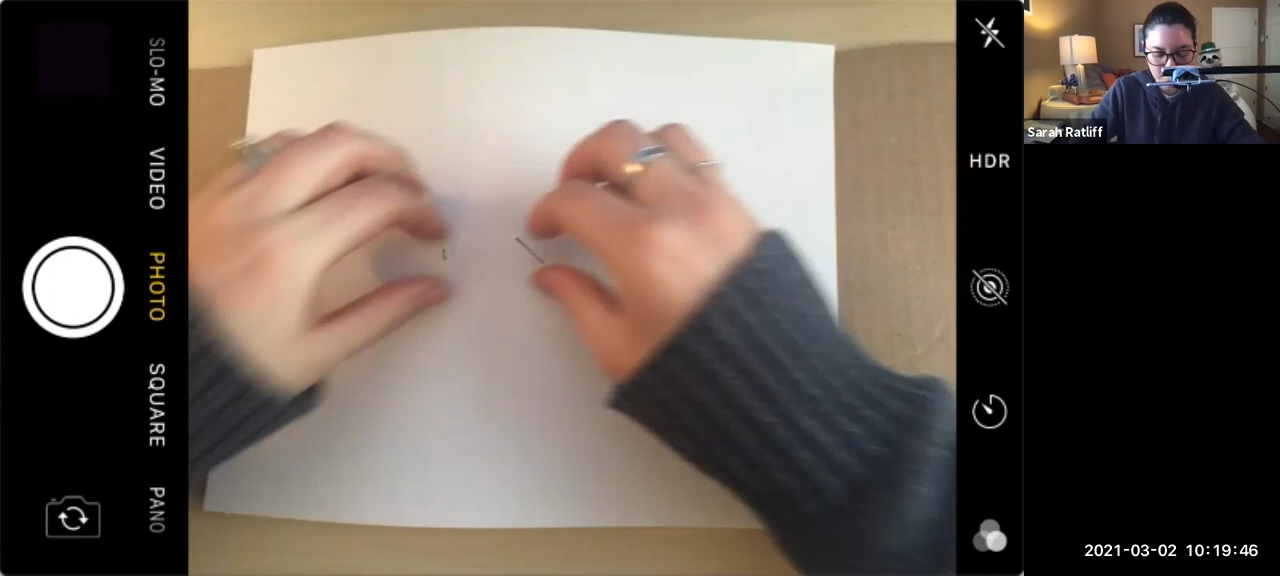 SLO-MO
VIDEO
PHOTO
SQUARE
PANO
HDR
Sarah Ratliff
2021-03-02 10:19:46